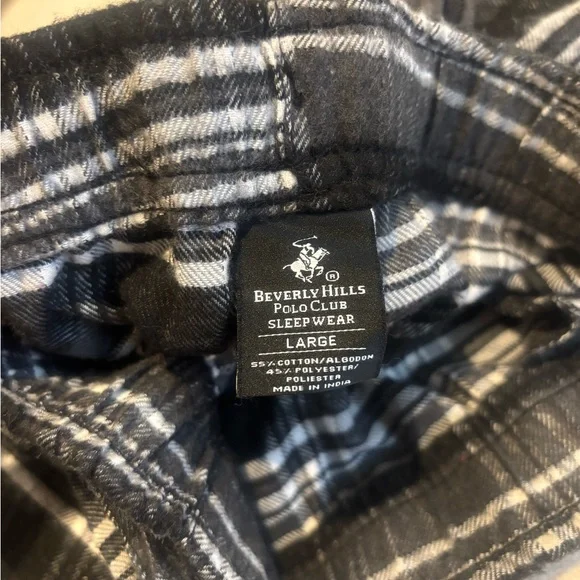 ®
BEVERLY HILLS
POLO CLUB
SLEEPWEAR
LARGE
55% COTTON/ALGODON
45% POLYESTER/
POLIESTER
MADE IN INDIA